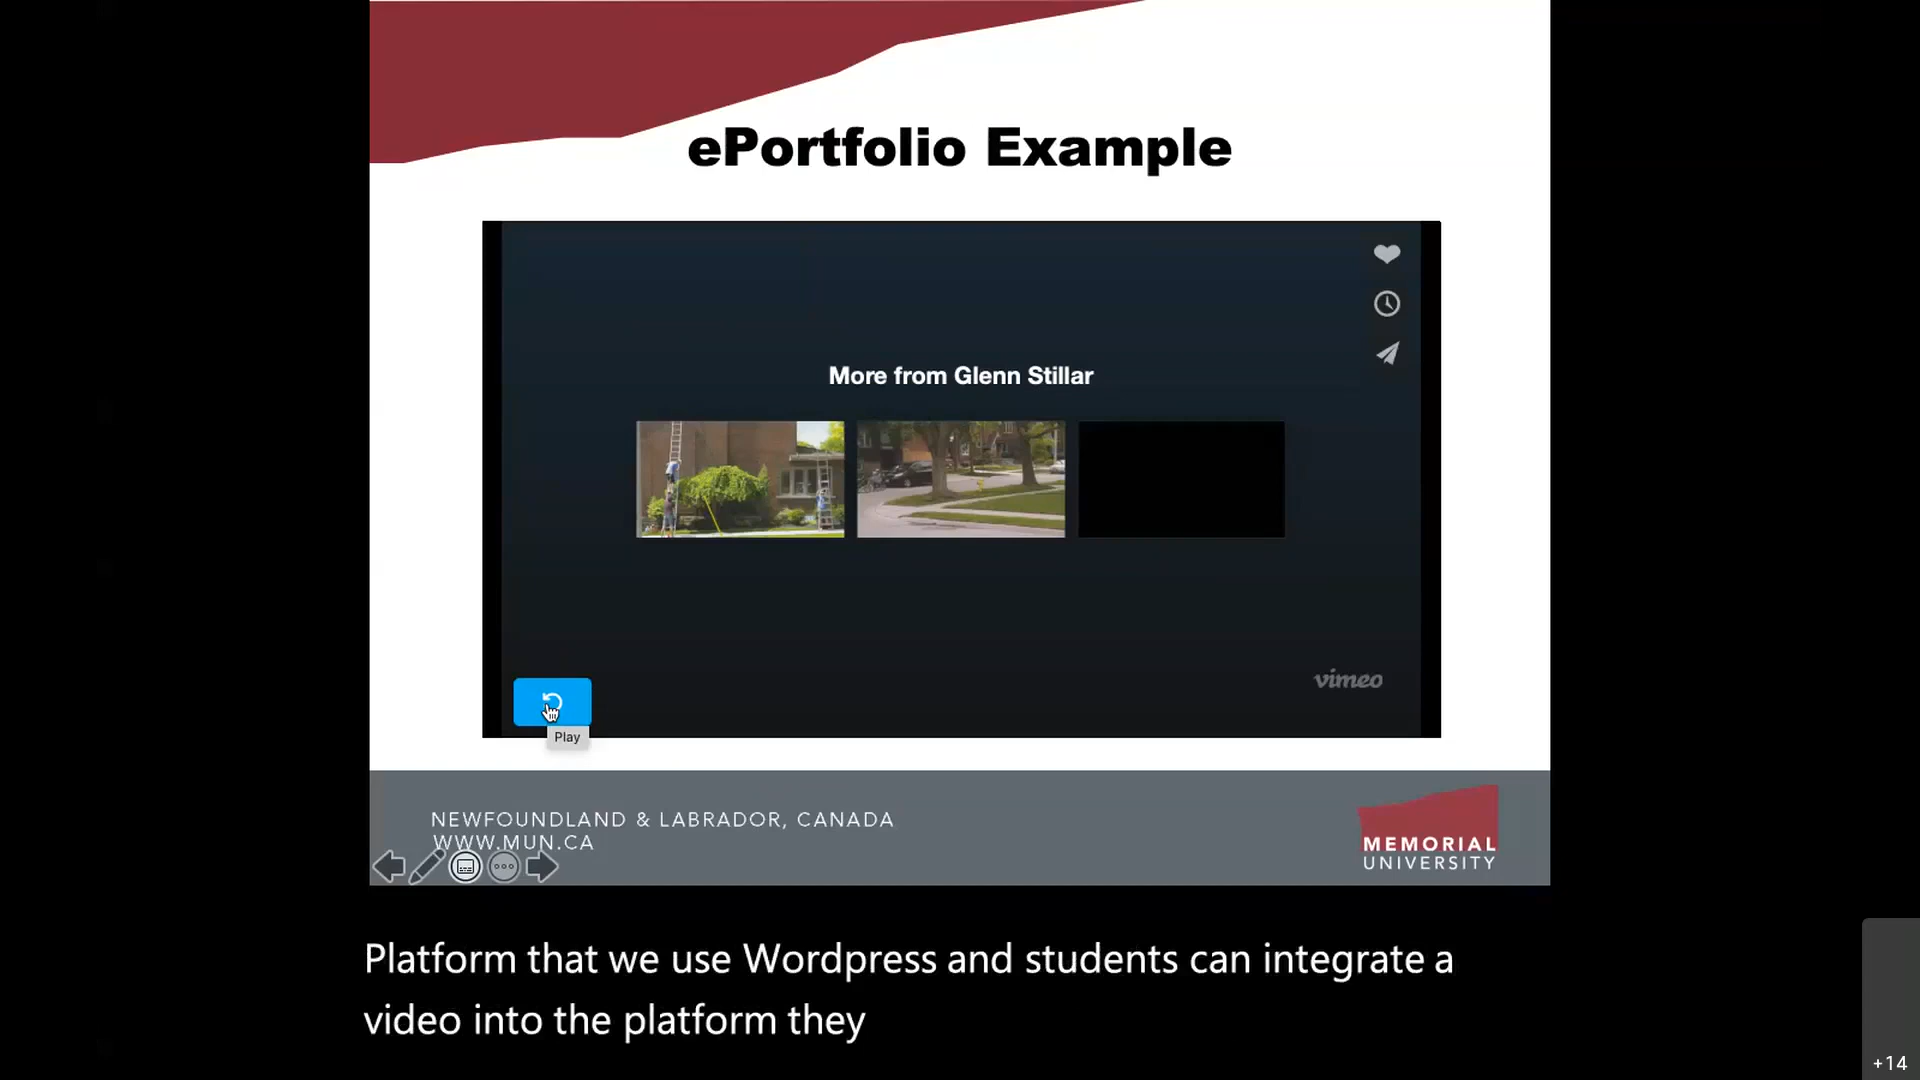 ePortfolio Example
More from Glenn Stillar
vimeo
Play
NEWFOUNDLAND & LABRADOR, CANADA
WWW.MUN.CA
MEMORIAL
UNIVERSITY
Platform that we use Wordpress and students can integrate a
video into the platform they
+14